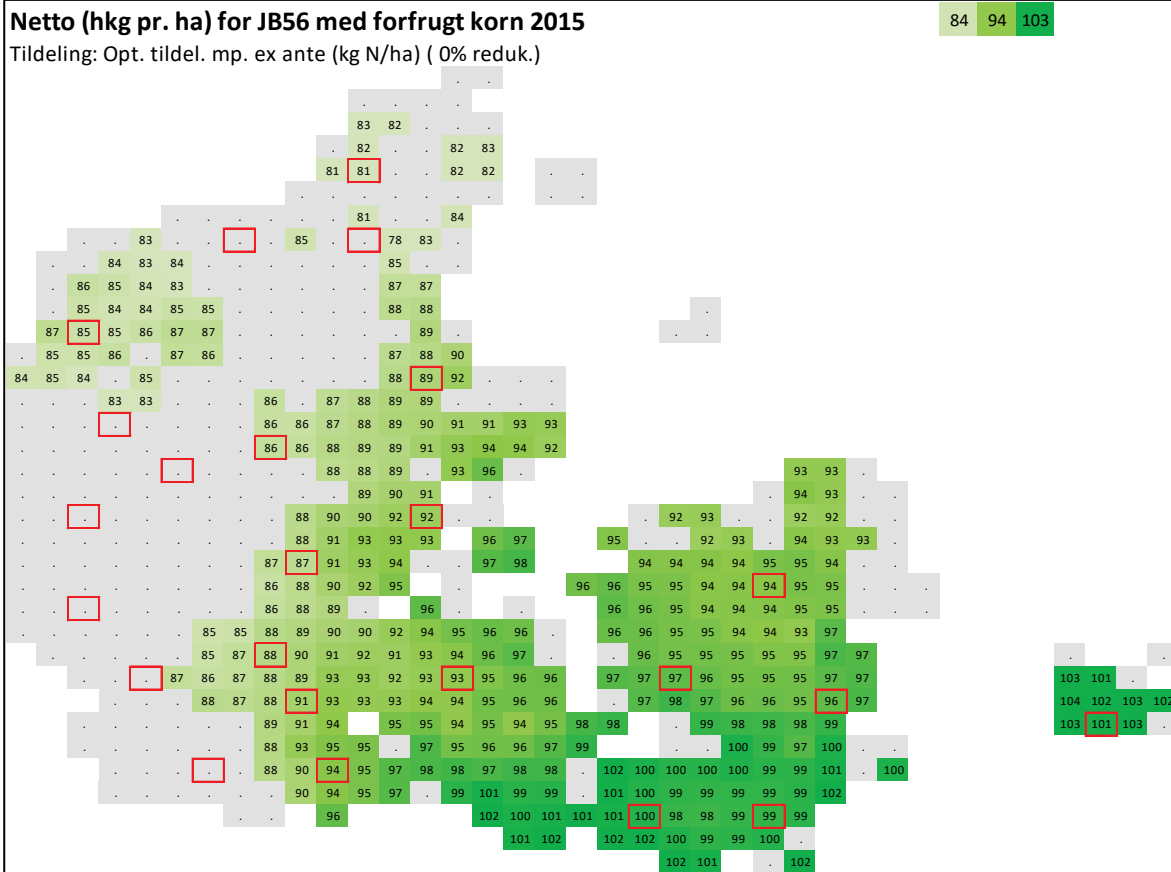 Netto (hkg pr. ha) for JB56 med forfrugt korn 2015
84 94 103
Tildeling: Opt. tildel. mp. ex ante (kg N/ha) ( 0% reduk.)
. .
. . . .
83 82 . . .
. 82 . . 82 83
81 81 . . 82 82 . .
. . . . . . . . .
. . . . . . 81 . . 84
. . 83 . . . . 85 . . 78 83 .
. . 84 83 84 . . . . . . 85 . .
. 86 85 84 83 . . . . . . 87 87
. 85 84 84 85 85 . . . . . 88 88 .
87 85 85 86 87 87 . . . . . . 89 . . .
. 85 85 86 . 87 86 . . . . . 87 88 90
84 85 84 . 85 . . . . . . . 88 89 92 . . .
. . . 83 83 . . . 86 . 87 88 89 89 . . . .
. . . . . . . . 86 86 87 88 89 90 91 91 93 93
. . . . . . . . 86 86 88 89 89 91 93 94 94 92
. . . . . . . . . . 88 88 89 . 93 96 . 93 93 .
. . . . . . . . . . . 89 90 91 . . 94 93 . .
. . . . . . . . . 88 90 90 92 92 . . . 92 93 . . 92 92 . .
. . . . . . . . . 88 91 93 93 93 96 97 95 . . 92 93 . 94 93 93 .
. . . . . . . . 87 87 91 93 94 . . 97 98 94 94 94 94 95 95 94 . .
. . . . . . . . 86 88 90 92 95 . 96 96 95 95 94 94 94 95 95 . . .
. . . . . . . . 86 88 89 . 96 . . 96 96 95 94 94 94 95 95 . . .
. . . . . . 85 85 88 89 90 90 92 94 95 96 96 . 96 96 95 95 94 94 93 97 .
. . . . . 85 87 88 90 91 92 91 93 94 96 97 . . 96 95 95 95 95 95 97 97 . .
. . . 87 86 87 88 89 93 93 92 93 93 95 96 96 97 97 97 96 95 95 95 97 97 103 101 .
. . . 88 87 88 91 93 93 93 94 94 95 96 96 . 97 98 97 96 96 95 96 97 104 102 103 102
. . . . . . 89 91 94 95 95 94 95 94 95 98 98 . 99 98 98 98 99 103 101 103 .
. . . . . . 88 93 95 95 . 97 95 96 96 97 99 . . 100 99 97 100 . .
. . . . . . 88 90 94 95 97 98 98 97 98 98 . 102 100 100 100 100 99 99 101 . 100
. . . . . . 90 94 95 97 . 99 101 99 99 . 101 100 99 99 99 99 99 102
. . 96 102 100 101 101 101 100 98 98 99 99 99
101 102 102 102 100 99 99 100 .
102 101 . 102